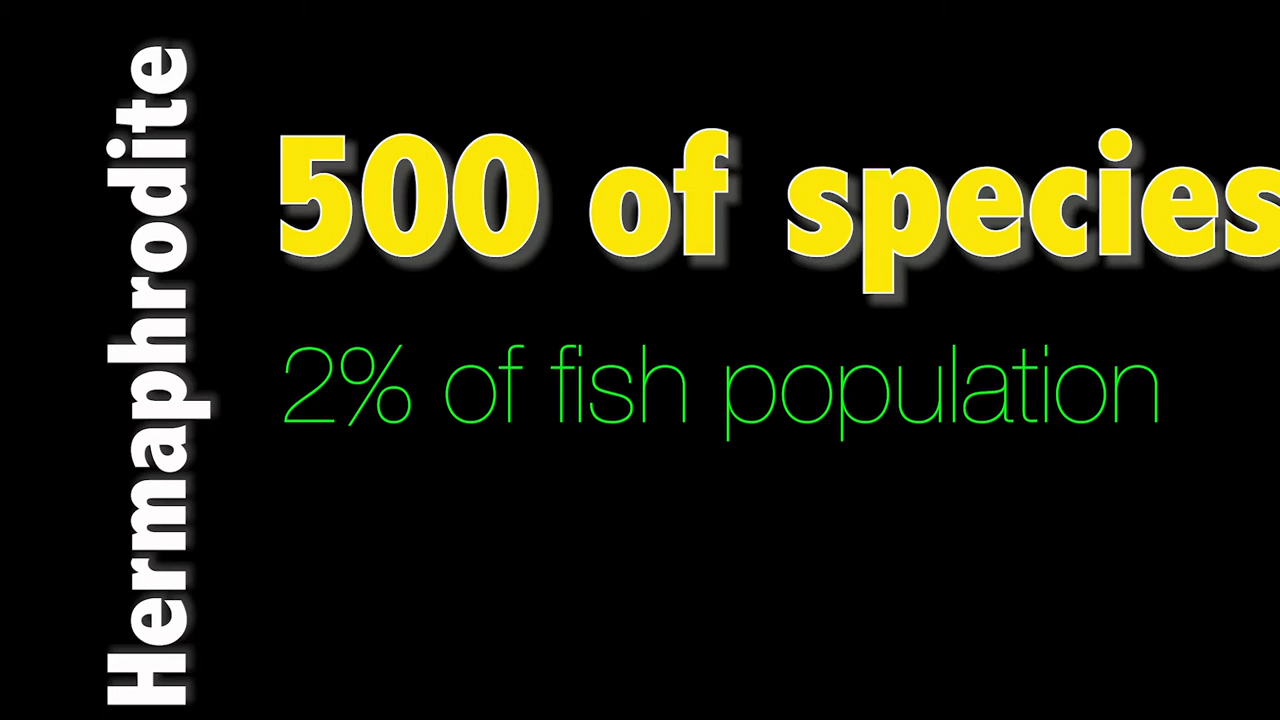 Hermaphrodite
500 of species
2% of fish population